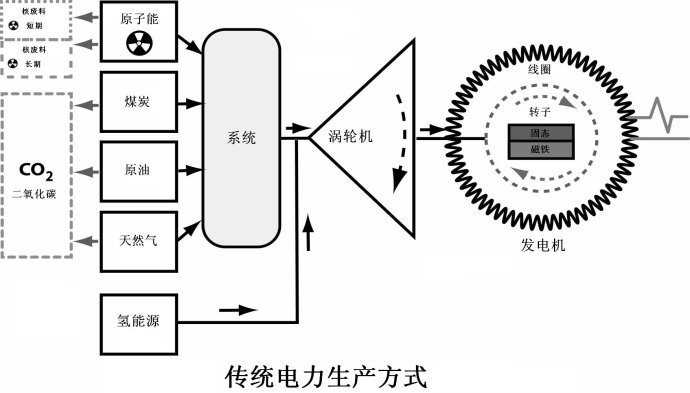 核废料
短期
原子能
核废料
长期
煤炭
CO2
二氧化碳
原油
天然气
氢能源
系统
涡轮机
线圈
转子
固态
磁铁
发电机
传统电力生产方式